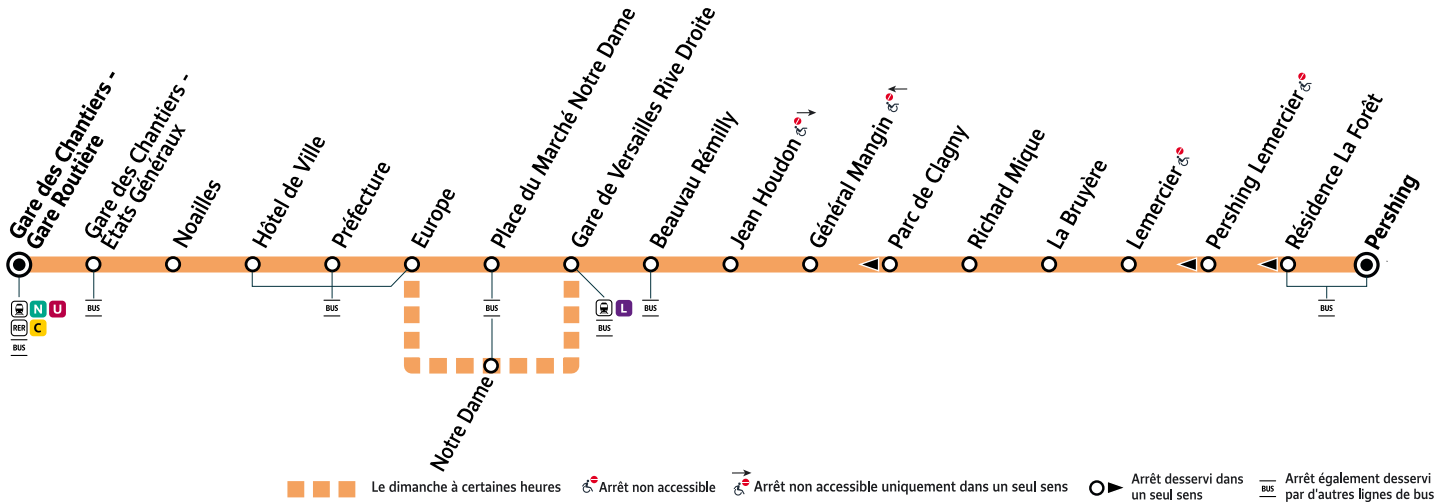 Gare des Chantiers -
Gare Routière
Gare des Chantiers -
Etats Généraux
Noailles
Hôtel de Ville
Préfecture
Europe
Place du Marché Notre Dame
Gare de Versailles Rive Droite
Beauvau Rémilly
Jean Houdon
Général Mangin
Parc de Clagny
Richard Mique
La Bruyère
Lemercier
Pershing Lemercier
Résidence La Forêt
Pershing
N U
RER C
BUS
BUS
BUS
BUS
L
BUS
BUS
BUS
Notre Dame
Le dimanche à certaines heures
Arrêt non accessible
Arrêt non accessible uniquement dans un seul sens
Arrêt desservi dans
un seul sens
BUS
Arrêt également desservi
par d'autres lignes de bus